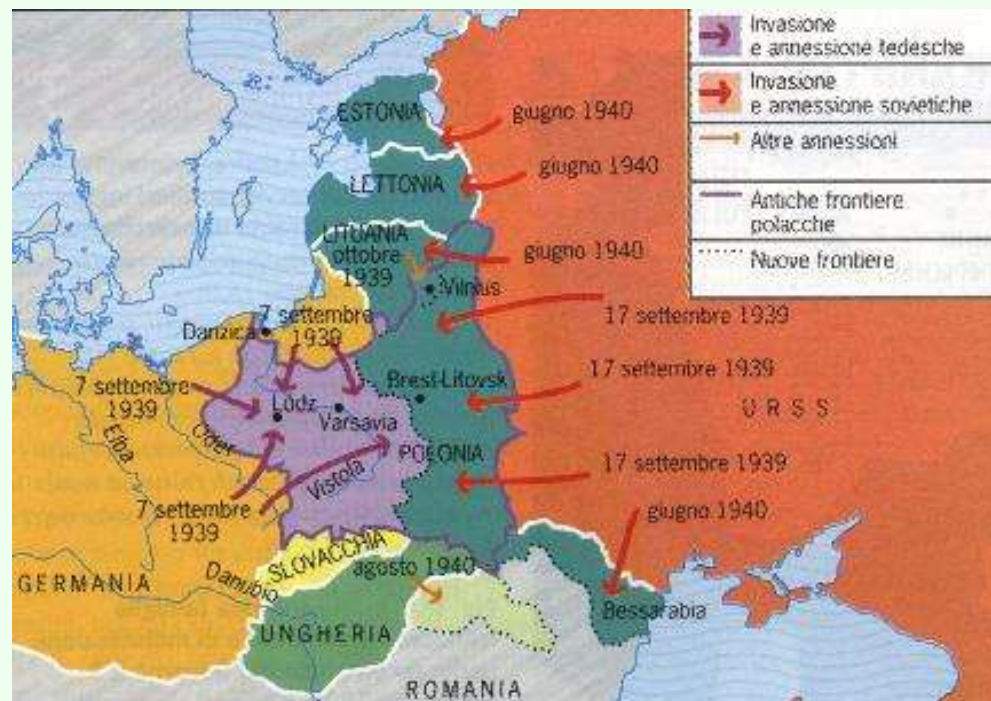 Invasione
e annessione tedesche
Invasione
e annessione sovietiche
Altre annessioni
Antiche frontiere
polacche
Nuove frontiere
ESTONIA
giugno 1940
LETTONIA
giugno 1940
LITUANIA
ottobre
1939
giugno 1940
Vilnius
Danzica
7 settembre
1939
17 settembre 1939
7 settembre
1939
Brest-Litovsk
17 settembre 1939
Lòdz
Varsavia
URSS
Elba
Oder
POLONIA
Vistola
17 settembre 1939
7 settembre
1939
giugno 1940
SLOVACCHIA
agosto 1940
GERMANIA
Danubio
Bessarabia
UNGHERIA
ROMANIA